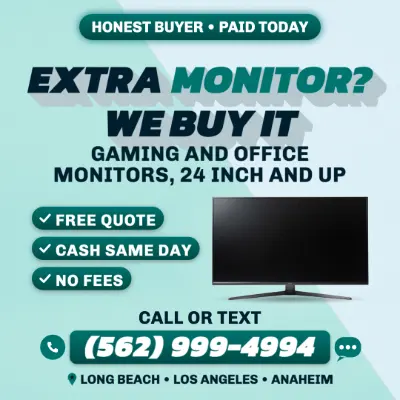 HONEST BUYER • PAID TODAY
EXTRA MONITOR?
WE BUY IT
GAMING AND OFFICE
MONITORS, 24 INCH AND UP
FREE QUOTE
CASH SAME DAY
NO FEES
CALL OR TEXT
(562) 999-4994
LONG BEACH • LOS ANGELES • ANAHEIM